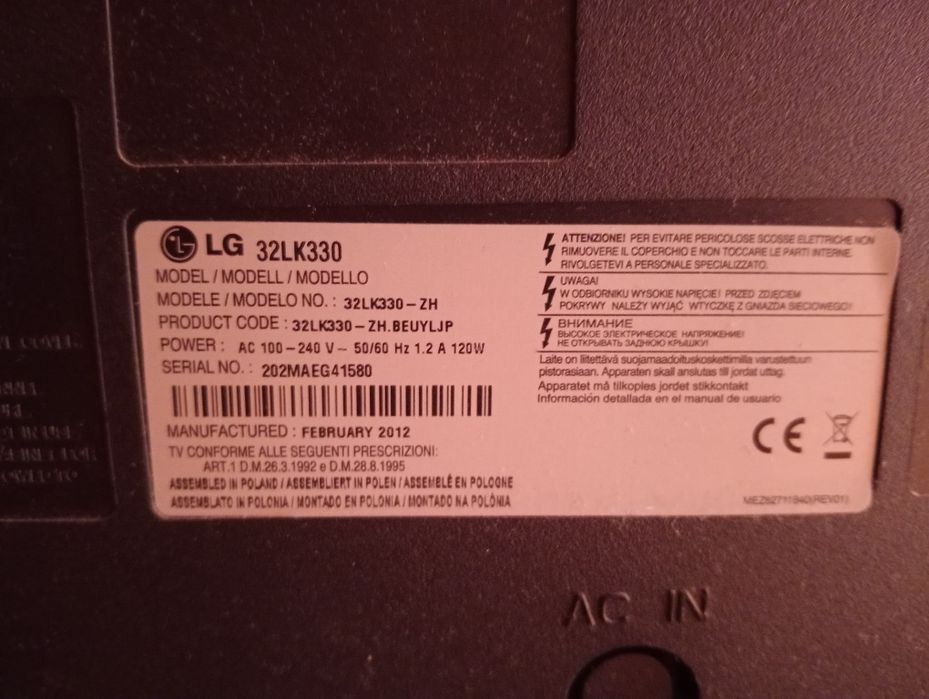 LG 32LK330
MODEL / MODELL / MODELLO
MODELE / MODELO NO. : 32LK330-ZH
PRODUCT CODE : 32LK330-ZH.BEUYLJP
POWER : AC 100-240 V~ 50/60 Hz 1.2 A 120W
SERIAL NO. : 202MAEG41580
MANUFACTURED : FEBRUARY 2012
TV CONFORME ALLE SEGUENTI PRESCRIZIONI:
ART.1 D.M.26.3.1992 e D.M.28.8.1995
ASSEMBLED IN POLAND / ASSEMBLIERT IN POLEN / ASSEMBLÉ EN POLOGNE
ASSEMBLATO IN POLONIA / MONTADO EN POLONIA / MONTADO NA POLÓNIA
ATTENZIONE! PER EVITARE PERICOLOSE SCOSSE ELETTRICHE NON
RIMUOVERE IL COPERCHIO E NON TOCCARE LE PARTI INTERNE.
RIVOLGETEVI A PERSONALE SPECIALIZZATO.
UWAGA!
W ODBIORNIKU WYSOKIE NAPIĘCIE! PRZED ZDJĘCIEM
POKRYWY NALEŻY WYJĄĆ WTYCZKĘ Z GNIAZDA SIECIOWEGO!
ВНИМАНИЕ
ВЫСОКОЕ ЭЛЕКТРИЧЕСКОЕ НАПРЯЖЕНИЕ!
НЕ ОТКРЫВАТЬ ЗАДНЮЮ КРЫШКУ!
Laite on liitettävä suojamaadoituskoskettimilla varustettuun
pistorasiaan. Apparaten skall anslutas till jordat uttag.
Apparatet må tilkoples jordet stikkontakt
Información detallada en el manual de usuario
CE
MEZ62711840(REV01)
COVER.
AC IN